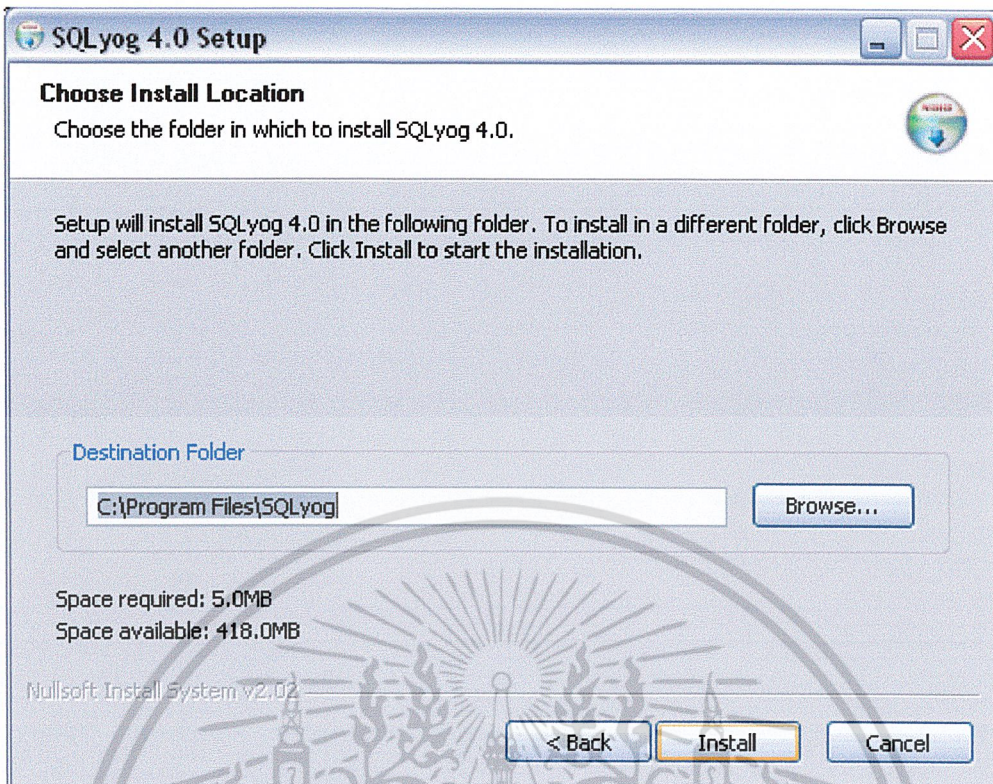 SQLyog 4.0 Setup
Choose Install Location
Choose the folder in which to install SQLyog 4.0.
Setup will install SQLyog 4.0 in the following folder. To install in a different folder, click Browse
and select another folder. Click Install to start the installation.
Destination Folder
C:\Program Files\SQLyog
Browse...
Space required: 5.0MB
Space available: 418.0MB
Nullsoft Install System v2.02
< Back
Install
Cancel